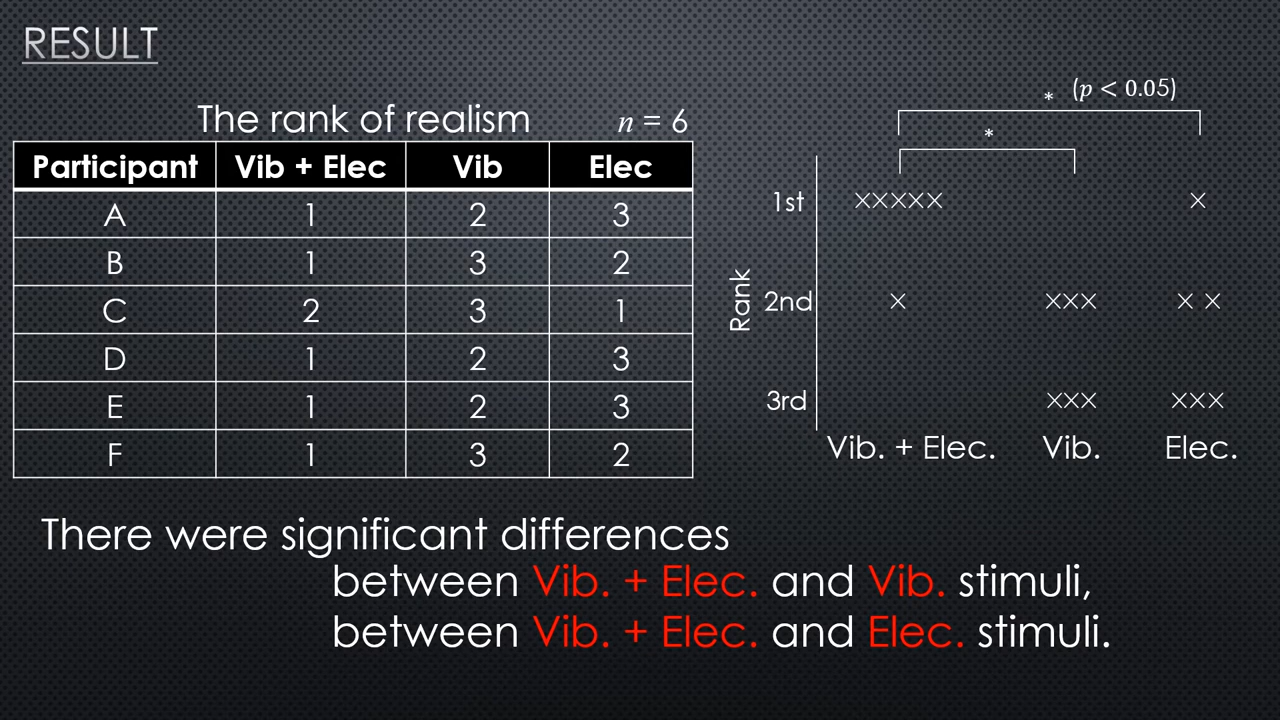 RESULT
The rank of realism n = 6
Participant Vib + Elec Vib Elec
A 1 2 3
B 1 3 2
C 2 3 1
D 1 2 3
E 1 2 3
F 1 3 2
* (p < 0.05)
*
Rank
1st ××××× ×
2nd × ××× × ×
3rd ××× ×××
Vib. + Elec. Vib. Elec.
There were significant differences
between Vib. + Elec. and Vib. stimuli,
between Vib. + Elec. and Elec. stimuli.